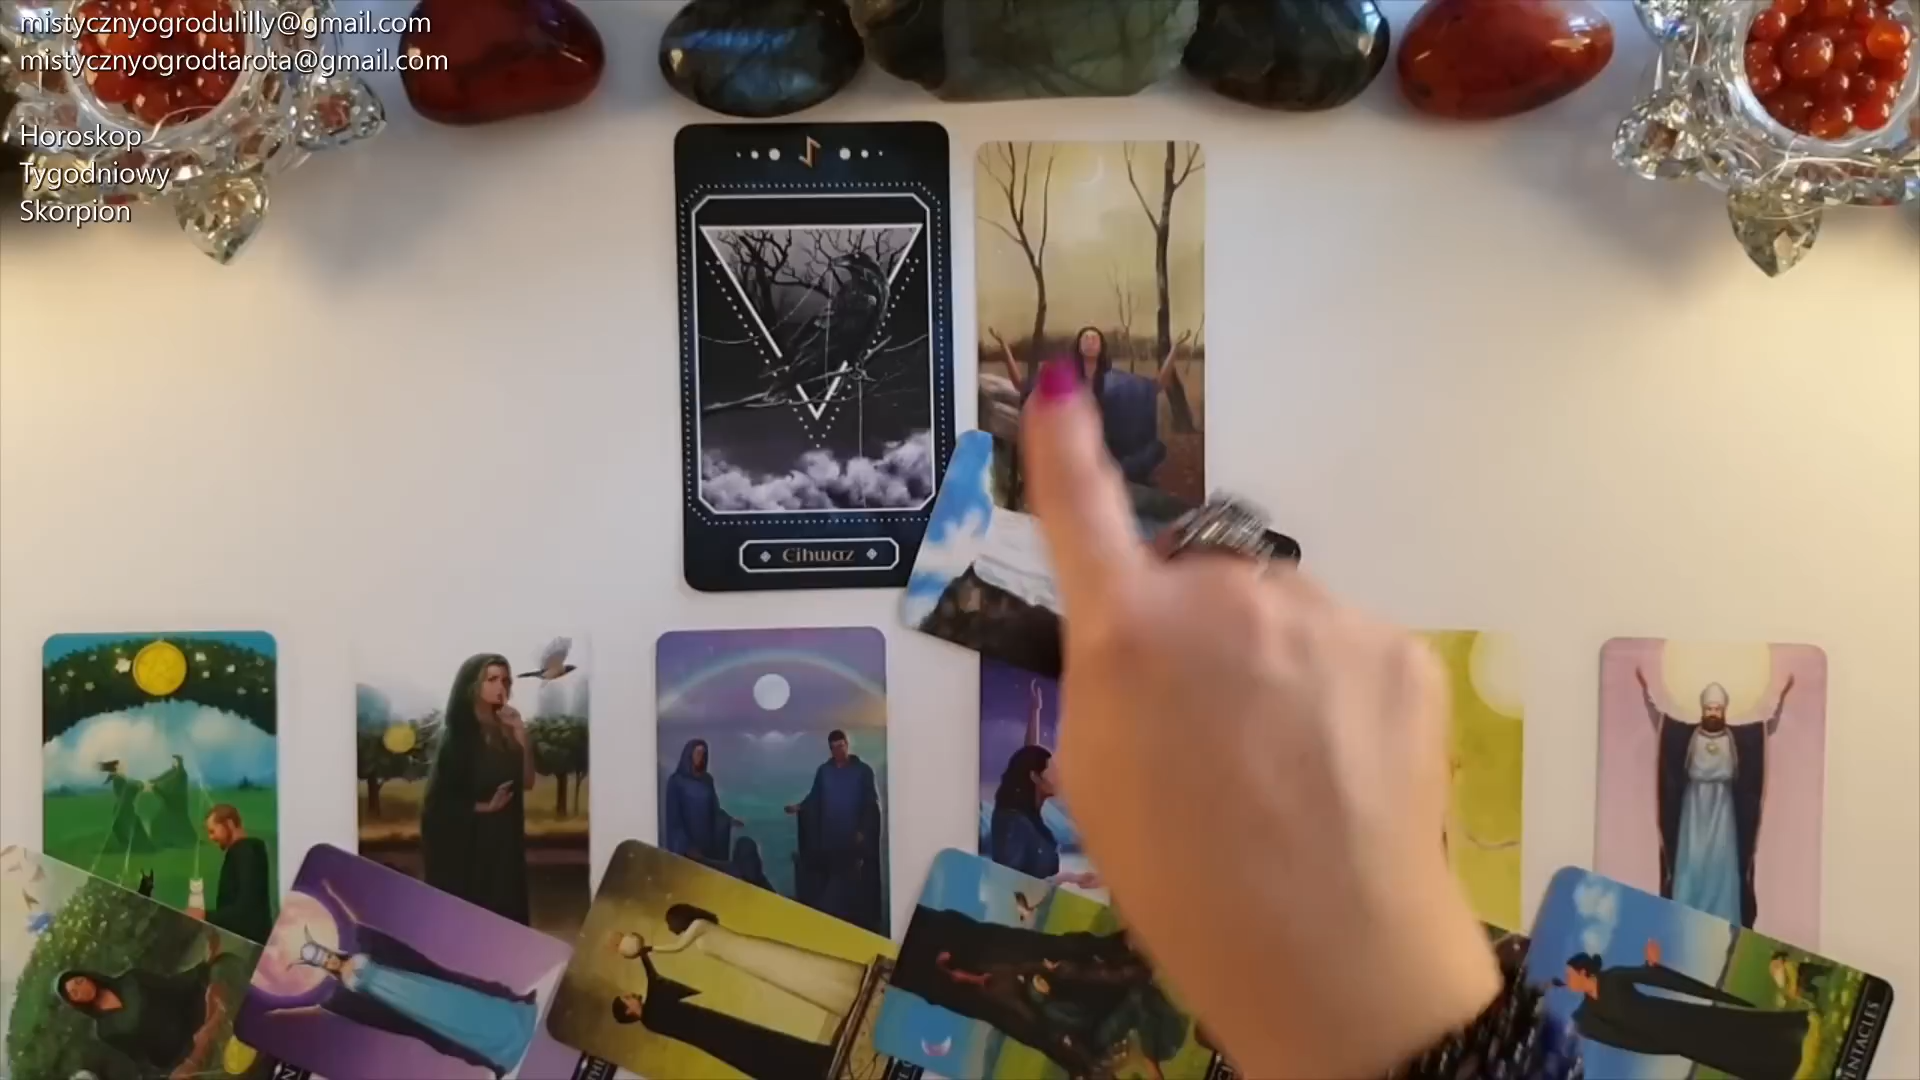 mistycznyogrodulilly@gmail.com
mistycznyogrodtarota@gmail.com
Horoskop
Tygodniowy
Skorpion
Eihwaz